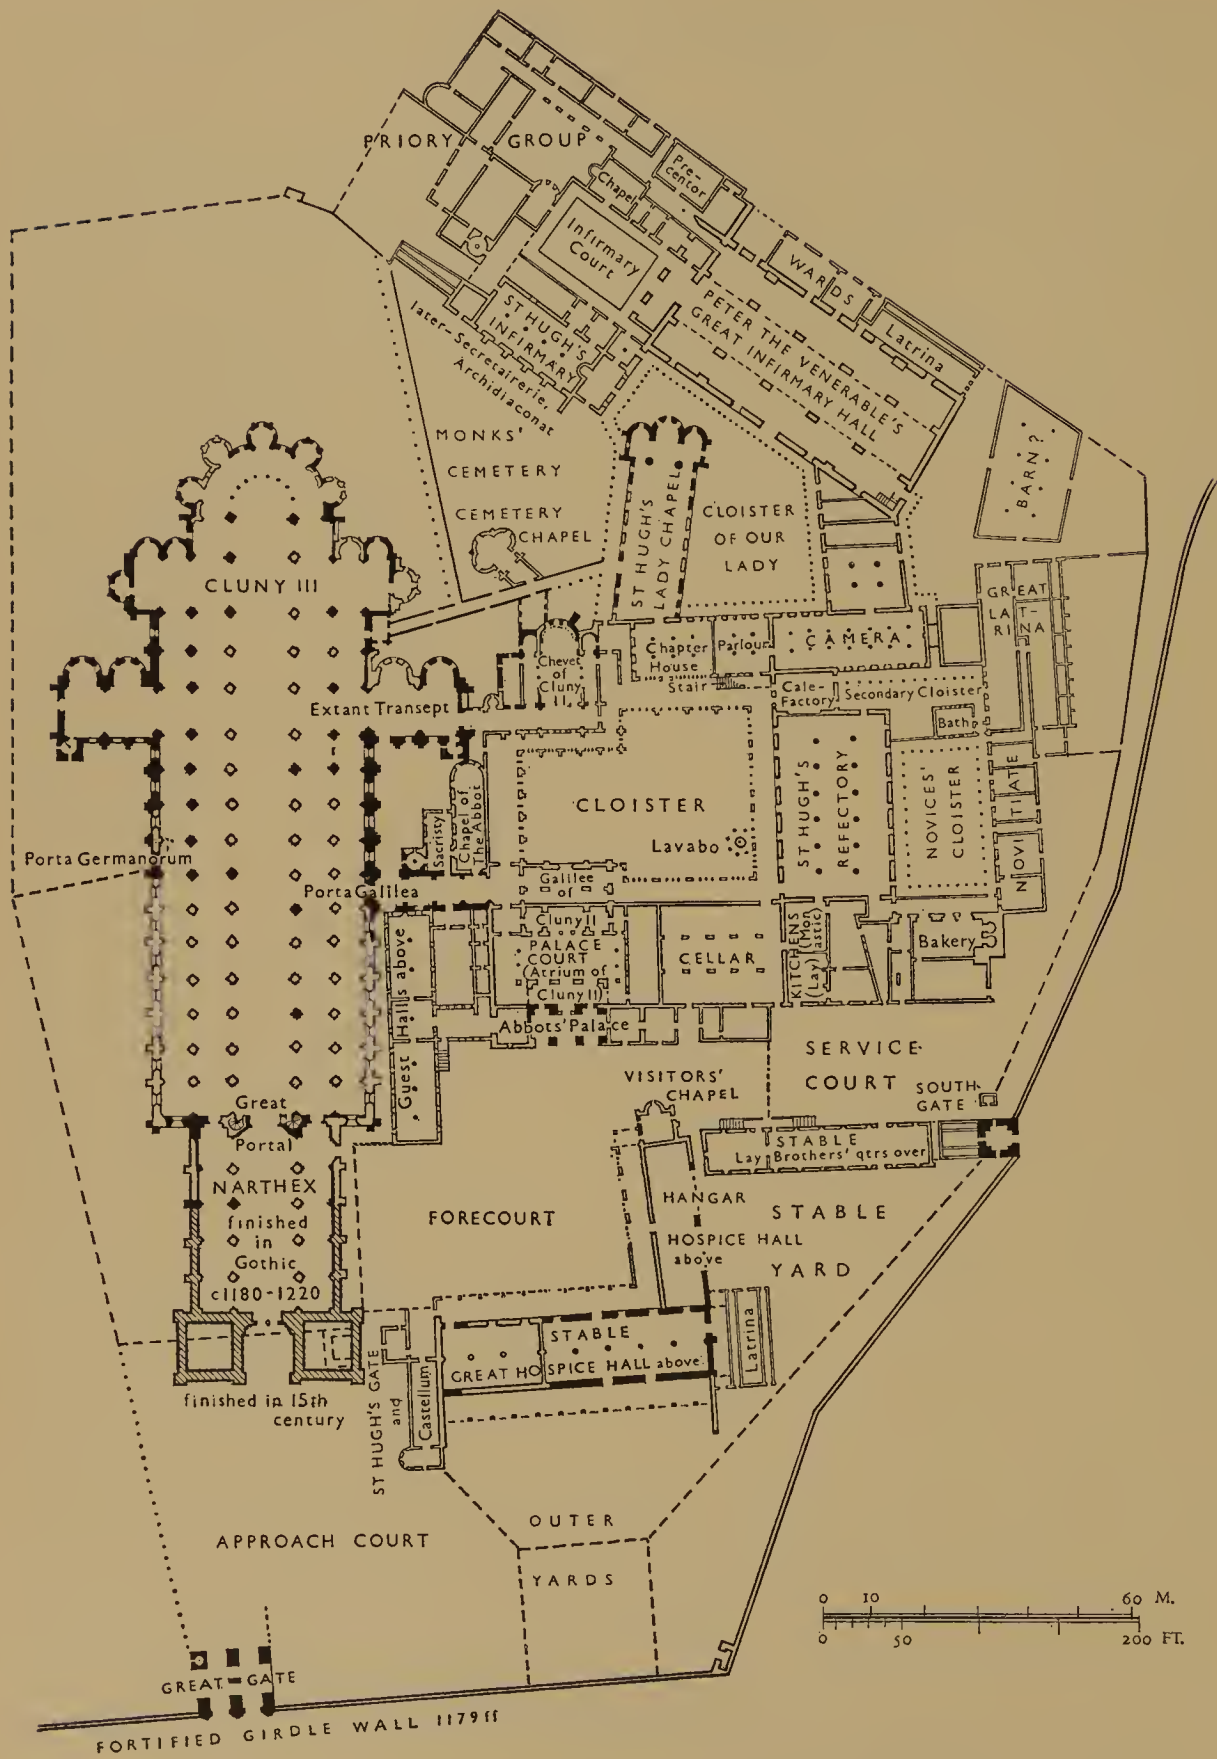 PRIORY GROUP
Pre-
centor
Chapel
Infirmary
Court
WARDS
Latrina
PETER THE VENERABLE'S
GREAT INFIRMARY HALL
ST HUGH'S
INFIRMARY
later-Secretairerie,
Archidiaconat
MONKS'
CEMETERY
CEMETERY
CHAPEL
ST HUGH'S
LADY CHAPEL
CLOISTER
OF OUR
LADY
BARN?
CLUNY III
GREAT
LAT-
RINA
Chevet
of
Cluny
II
Chapter
House
Parlour
CAMERA
Stair
Cale-
Factory
Secondary Cloister
Bath
Extant Transept
CLOISTER
Lavabo
ST HUGH'S
REFECTORY
NOVICES'
CLOISTER
NOVITIATE
Sacristy
Chapel of
The Abbot
Porta Germanorum
Porta Galilea
Galilee
of
Cluny II
PALACE
COURT
(Atrium of
Cluny II)
CELLAR
KITCHENS
(Lay) (Mon
astic)
Bakery
Guest Halls above
Abbots' Palace
SERVICE
COURT
VISITORS'
CHAPEL
SOUTH
GATE
Great
Portal
STABLE
Lay Brothers' qtrs over
NARTHEX
finished
in
Gothic
c1180-1220
FORECOURT
HANGAR
HOSPICE HALL
above
STABLE
YARD
STABLE
GREAT HOSPICE HALL above
Latrina
ST HUGH'S GATE
and
Castellum
finished in 15th
century
APPROACH COURT
OUTER
YARDS
0 10 60 M.
0 50 200 FT.
GREAT-GATE
FORTIFIED GIRDLE WALL 1179ff